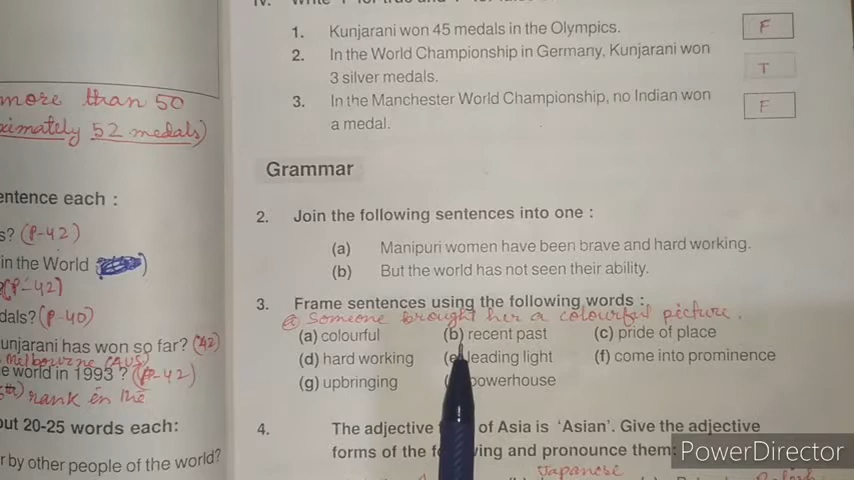 1. Kunjarani won 45 medals in the Olympics. F
2. In the World Championship in Germany, Kunjarani won
3 silver medals. T
3. In the Manchester World Championship, no Indian won
a medal. F
more than 50
52 medals)
Grammar
entence each :
2. Join the following sentences into one :
s? (P-42)
(a) Manipuri women have been brave and hard working.
in the World
(b) But the world has not seen their ability.
(P-42)
3. Frame sentences using the following words :
dals? (P-40)
@ Someone brought her a colourful picture.
(a) colourful (b) recent past (c) pride of place
unjarani has won so far? (42)
Melbourne (AUS)
(d) hard working leading light (f) come into prominence
e world in 1993 ? (P-42)
(g) upbringing powerhouse
rank in the
out 20-25 words each:
4. The adjective of Asia is 'Asian'. Give the adjective
forms of the and pronounce them:
r by other people of the world?
Japanese
PowerDirector